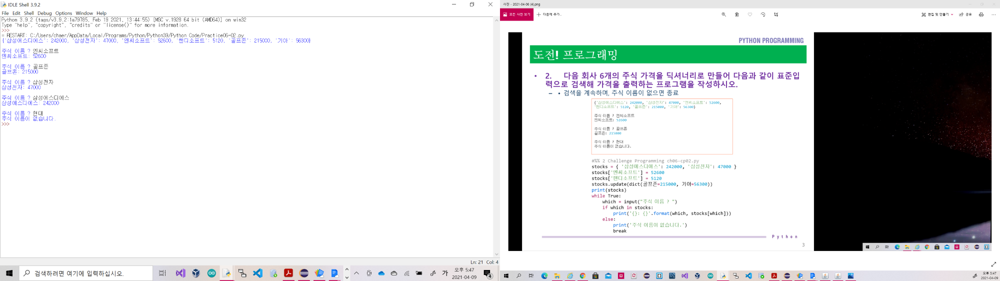 IDLE Shell 3.9.2
File Edit Shell Debug Options Window Help
Python 3.9.2 (tags/v3.9.2:1a79785, Feb 19 2021, 13:44:55) [MSC v.1928 64 bit (AMD64)] on win32
Type "help", "copyright", "credits" or "license()" for more information.
>>>
= RESTART: C:/Users/chaer/AppData/Local/Programs/Python/Python39/Python Code/Practice06-02.py
{'삼성에스디에스': 242000, '삼성전자': 47000, '엔씨소프트': 52600, '핸디소프트': 5120, '골프존': 215000, '기아': 56300}
주식 이름 ? 엔씨소프트
엔씨소프트: 52600
주식 이름 ? 골프존
골프존: 215000
주식 이름 ? 삼성전자
삼성전자: 47000
주식 이름 ? 삼성에스디에스
삼성에스디에스: 242000
주식 이름 ? 현대
주식 이름이 없습니다.
>>>
Ln: 21 Col: 4
검색하려면 여기에 입력하십시오.
가
오후 5:47
2021-04-09
4
사진 - 2021-04-06 (4).png
모든 사진 보기
다음에 추가..
편집 및 만들기
공유
PYTHON PROGRAMMING
도전! 프로그래밍
• 2. 다음 회사 6개의 주식 가격을 딕셔너리로 만들어 다음과 같이 표준입
력으로 검색해 가격을 출력하는 프로그램을 작성하시오.
– • 검색을 계속하며, 주식 이름이 없으면 종료
{'삼성에스디에스': 242000, '삼성전자': 47000, '엔씨소프트': 52600,
'핸디소프트': 5120, '골프존': 215000, '기아': 56300}
주식 이름 ? 엔씨소프트
엔씨소프트: 52600
주식 이름 ? 골프존
골프존: 215000
주식 이름 ? 현대
주식 이름이 없습니다.
#%% 2 Challenge Programming ch06-cp02.py
stocks = { '삼성에스디에스': 242000, '삼성전자': 47000 }
stocks['엔씨소프트'] = 52600
stocks['핸디소프트'] = 5120
stocks.update(dict(골프존=215000, 기아=56300))
print(stocks)
while True:
    which = input("주식 이름 ? ")
    if which in stocks:
        print('{}: {}'.format(which, stocks[which]))
    else:
        print('주식 이름이 없습니다.')
        break
Python
3
오후 5:47
2021-04-09